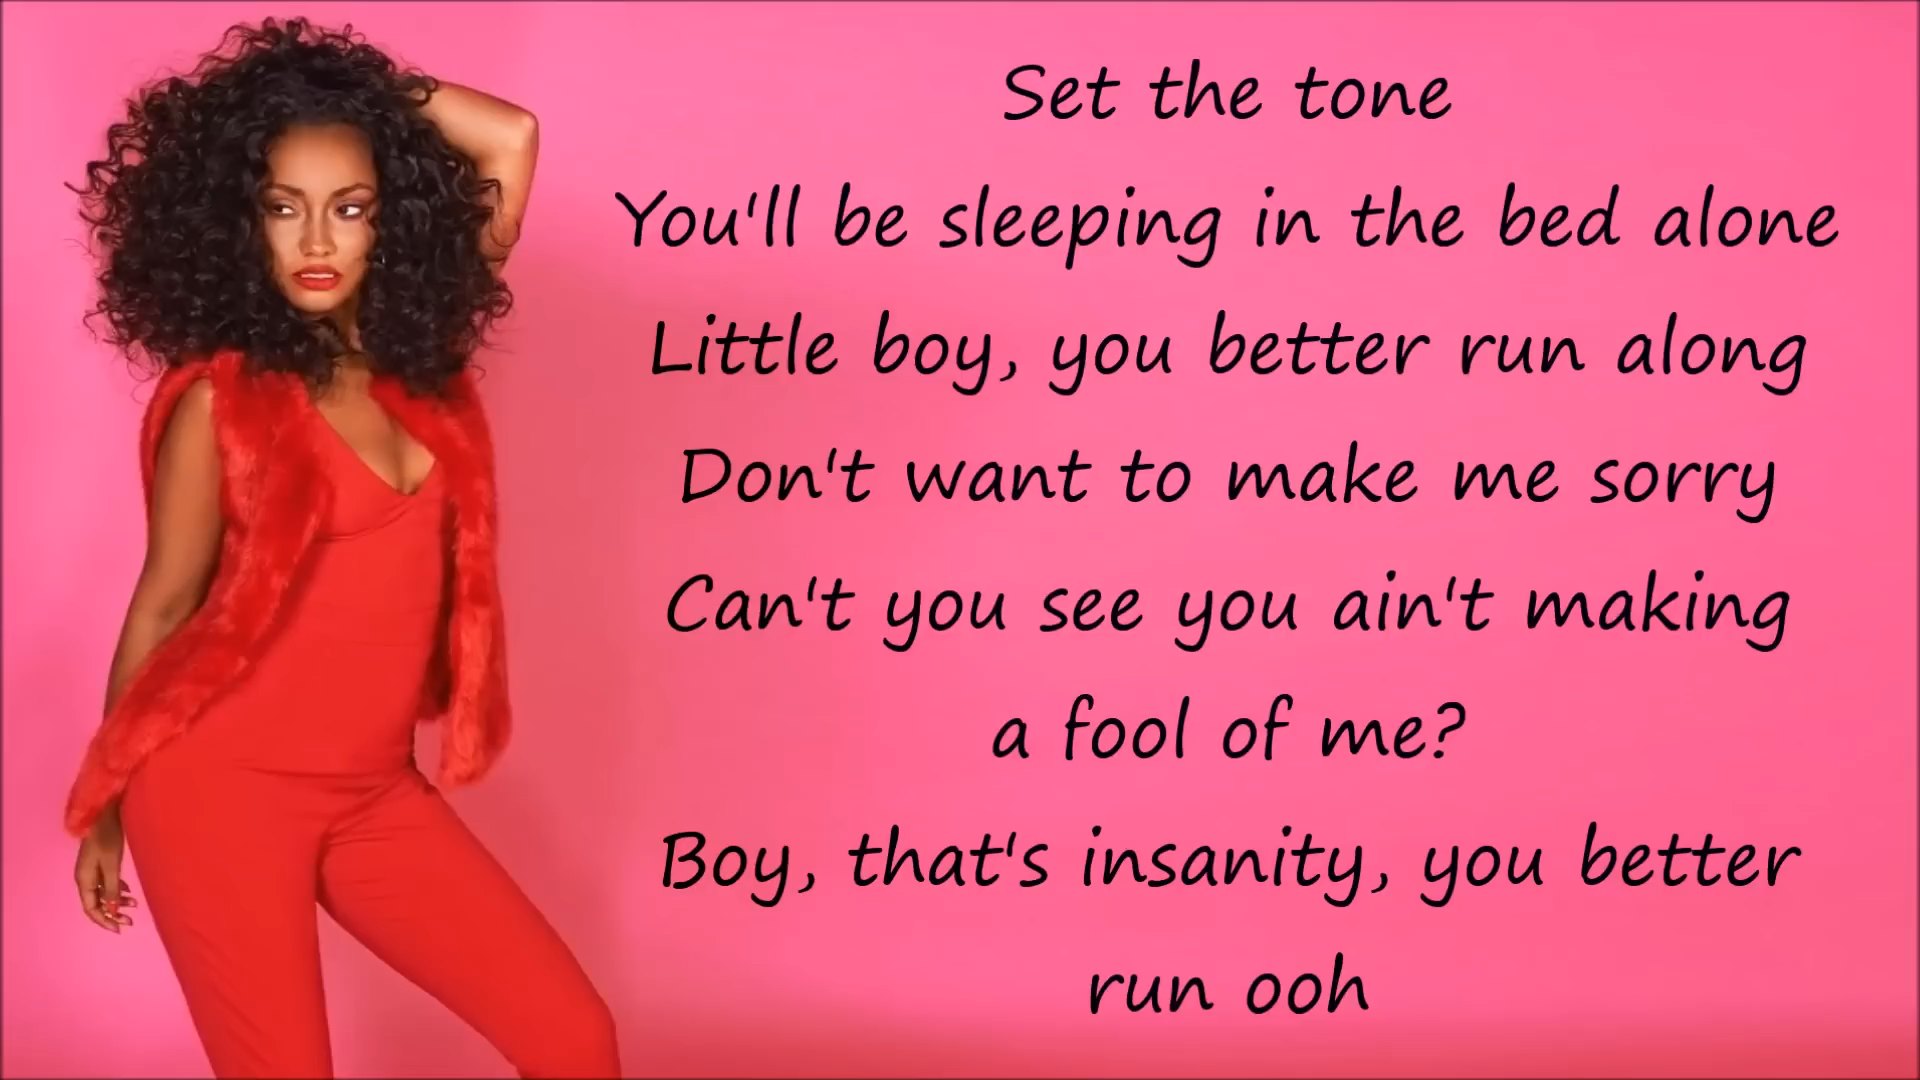 Set the tone
You'll be sleeping in the bed alone
Little boy, you better run along
Don't want to make me sorry
Can't you see you ain't making
a fool of me?
Boy, that's insanity, you better
run ooh